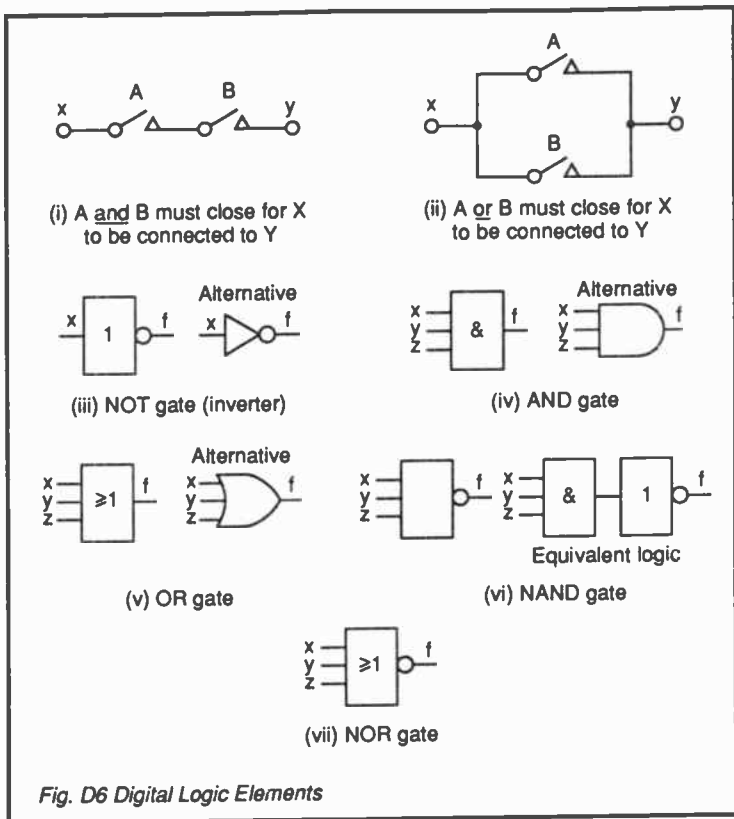 A
x A B y
x y
B
(i) A and B must close for X
to be connected to Y
(ii) A or B must close for X
to be connected to Y
Alternative
x 1 f x f
(iii) NOT gate (inverter)
Alternative
x
y & f
z
x
y f
z
(iv) AND gate
Alternative
x
y ≥1 f
z
x
y f
z
(v) OR gate
x
y f
z
x
y & 1 f
z
Equivalent logic
(vi) NAND gate
x
y ≥1 f
z
(vii) NOR gate
Fig. D6 Digital Logic Elements